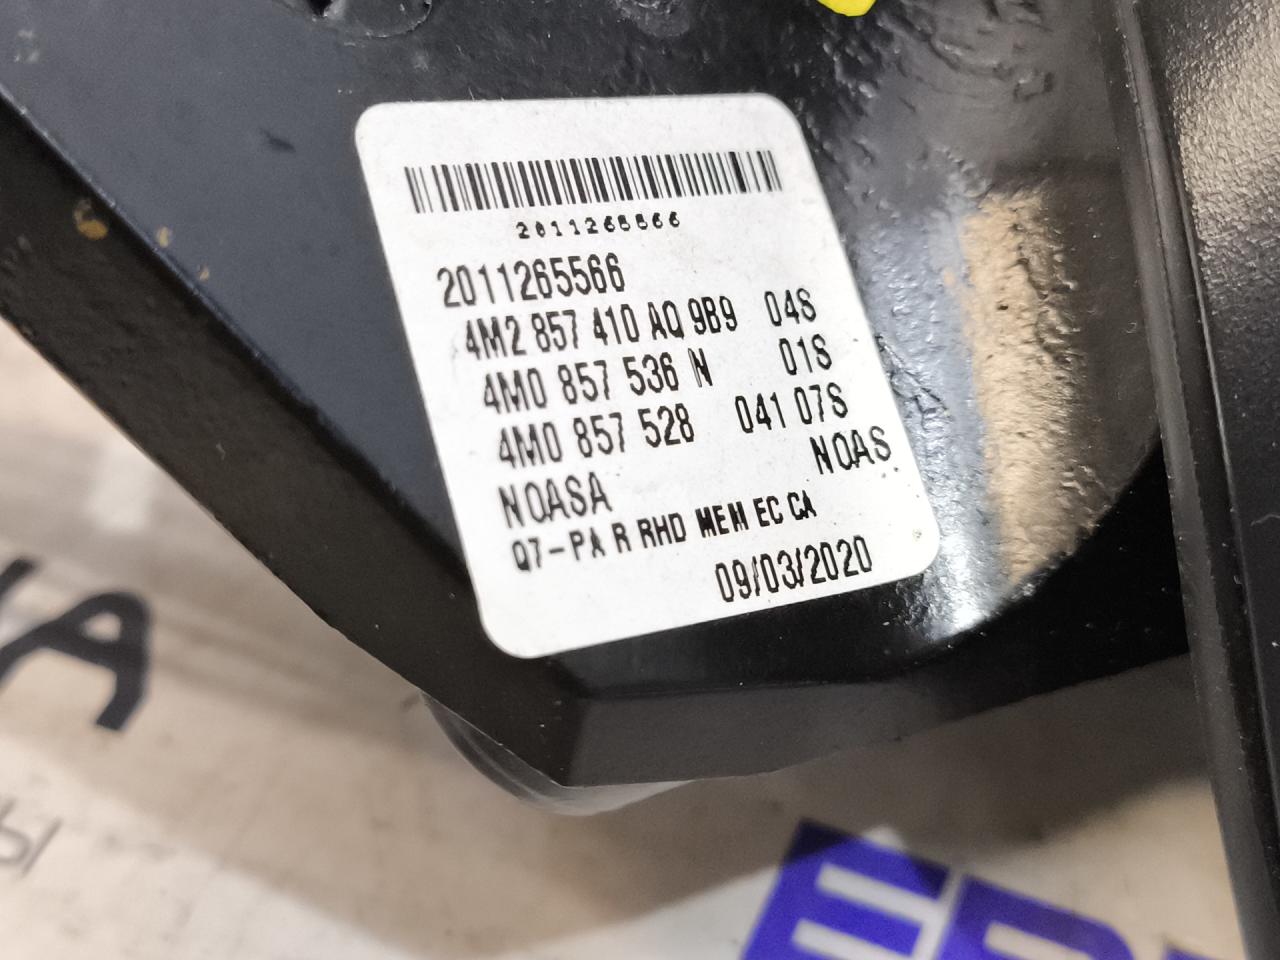 2011265566
2011265566
4M2 857 410 AQ 9B9 04S
4M0 857 536 N 01S
4M0 857 528 041 07S
NOASA NOAS
Q7-PA R RHD MEM EC CA
09/03/2020